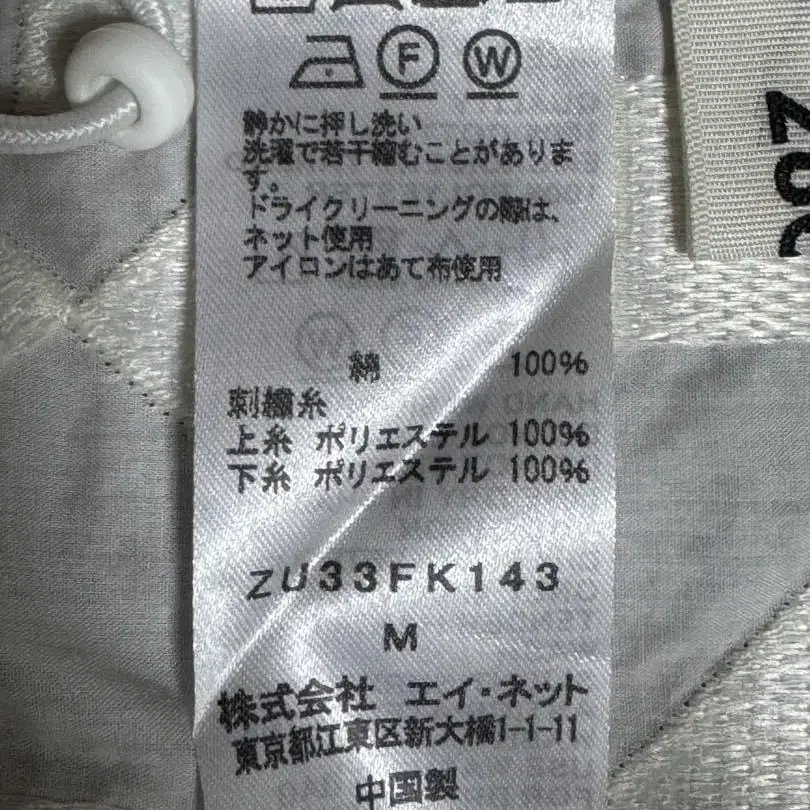 F W
静かに押し洗い
洗濯で若干縮むことがありま
す。
ドライクリーニングの際は、
ネット使用
アイロンはあて布使用
綿 100%
刺繍糸
上糸 ポリエステル 100%
下糸 ポリエステル 100%
ZU33FK143
M
株式会社 エイ・ネット
東京都江東区新大橋1-1-11
中国製